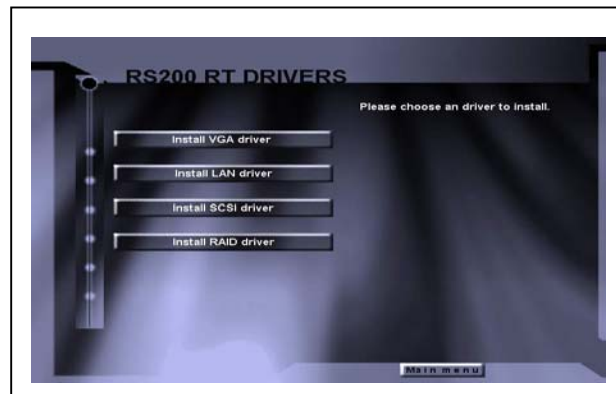 RS200 RT DRIVERS
Please choose an driver to install.
Install VGA driver
Install LAN driver
Install SCSI driver
Install RAID driver
Main menu